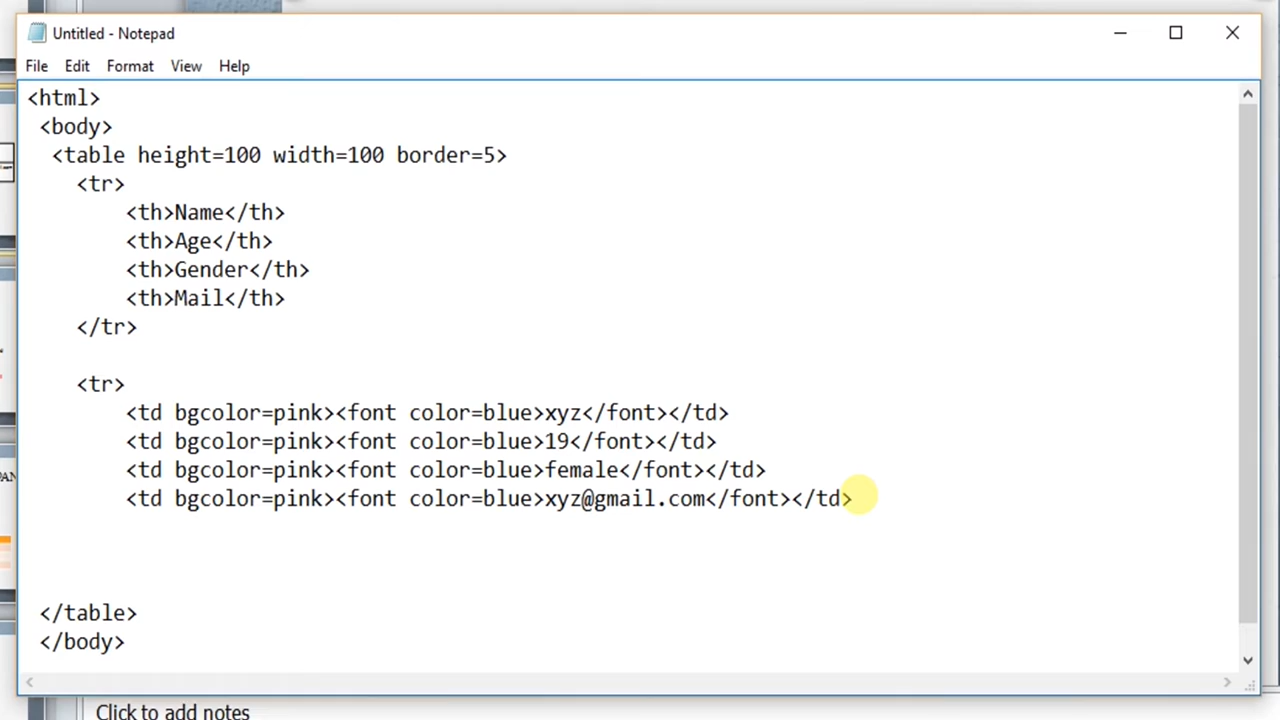 Untitled - Notepad
File Edit Format View Help
<html>
<body>
<table height=100 width=100 border=5>
<tr>
<th>Name</th>
<th>Age</th>
<th>Gender</th>
<th>Mail</th>
</tr>
<tr>
<td bgcolor=pink><font color=blue>xyz</font></td>
<td bgcolor=pink><font color=blue>19</font></td>
<td bgcolor=pink><font color=blue>female</font></td>
<td bgcolor=pink><font color=blue>xyz@gmail.com</font></td>
</table>
</body>
Click to add notes